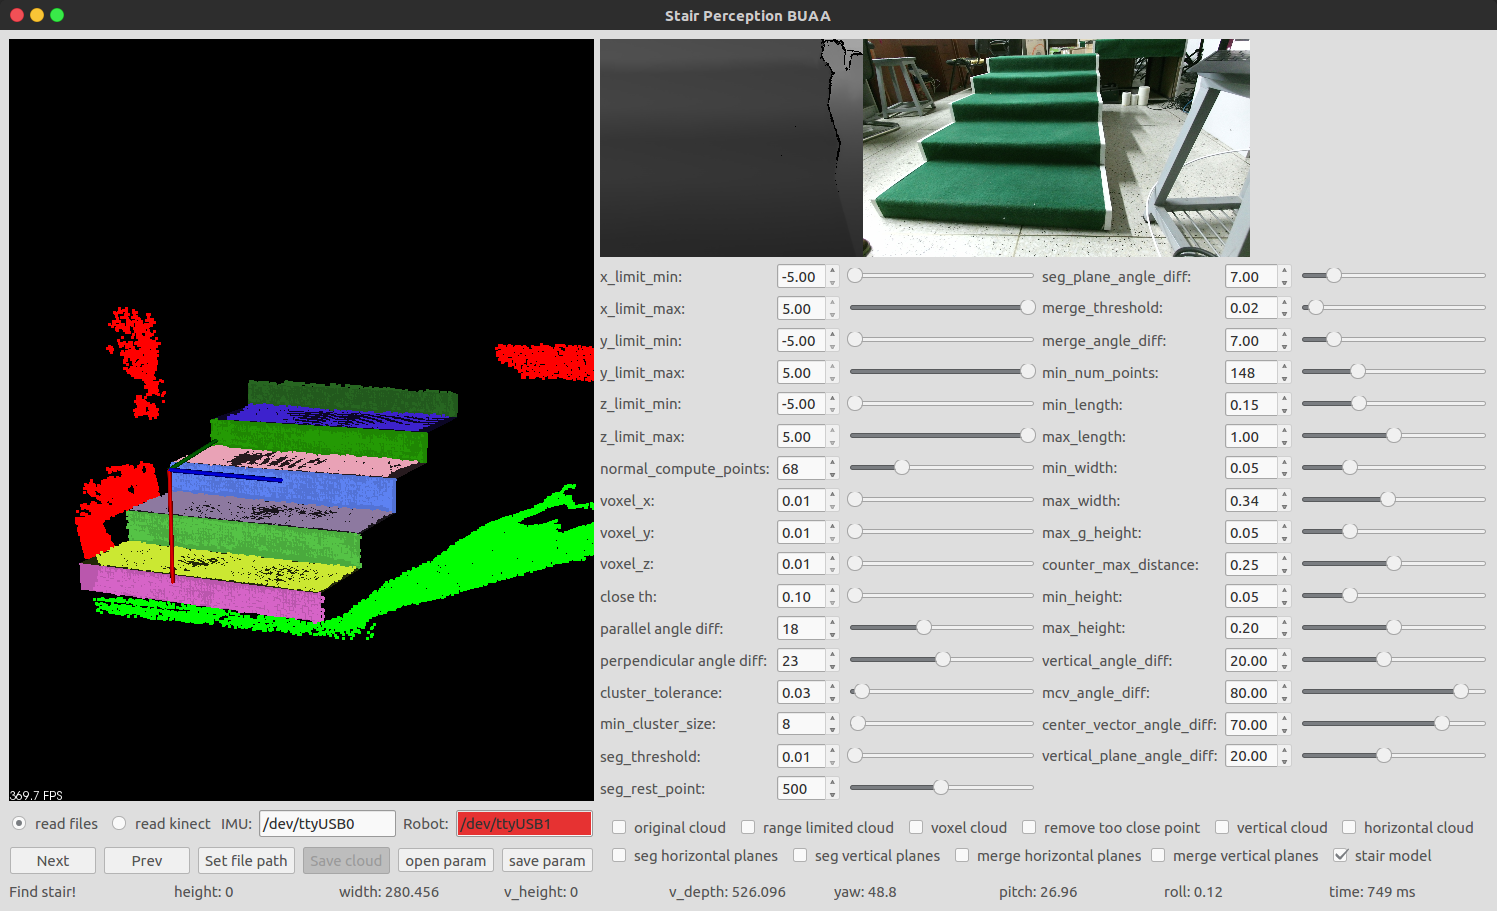 Stair Perception BUAA
x_limit_min: -5.00 seg_plane_angle_diff: 7.00
x_limit_max: 5.00 merge_threshold: 0.02
y_limit_min: -5.00 merge_angle_diff: 7.00
y_limit_max: 5.00 min_num_points: 148
z_limit_min: -5.00 min_length: 0.15
z_limit_max: 5.00 max_length: 1.00
normal_compute_points: 68 min_width: 0.05
voxel_x: 0.01 max_width: 0.34
voxel_y: 0.01 max_g_height: 0.05
voxel_z: 0.01 counter_max_distance: 0.25
close th: 0.10 min_height: 0.05
parallel angle diff: 18 max_height: 0.20
perpendicular angle diff: 23 vertical_angle_diff: 20.00
cluster_tolerance: 0.03 mcv_angle_diff: 80.00
min_cluster_size: 8 center_vector_angle_diff: 70.00
seg_threshold: 0.01 vertical_plane_angle_diff: 20.00
seg_rest_point: 500
369.7 FPS
read files read kinect IMU: /dev/ttyUSB0 Robot: /dev/ttyUSB1 original cloud range limited cloud voxel cloud remove too close point vertical cloud horizontal cloud
Next Prev Set file path Save cloud open param save param seg horizontal planes seg vertical planes merge horizontal planes merge vertical planes stair model
Find stair! height: 0 width: 280.456 v_height: 0 v_depth: 526.096 yaw: 48.8 pitch: 26.96 roll: 0.12 time: 749 ms